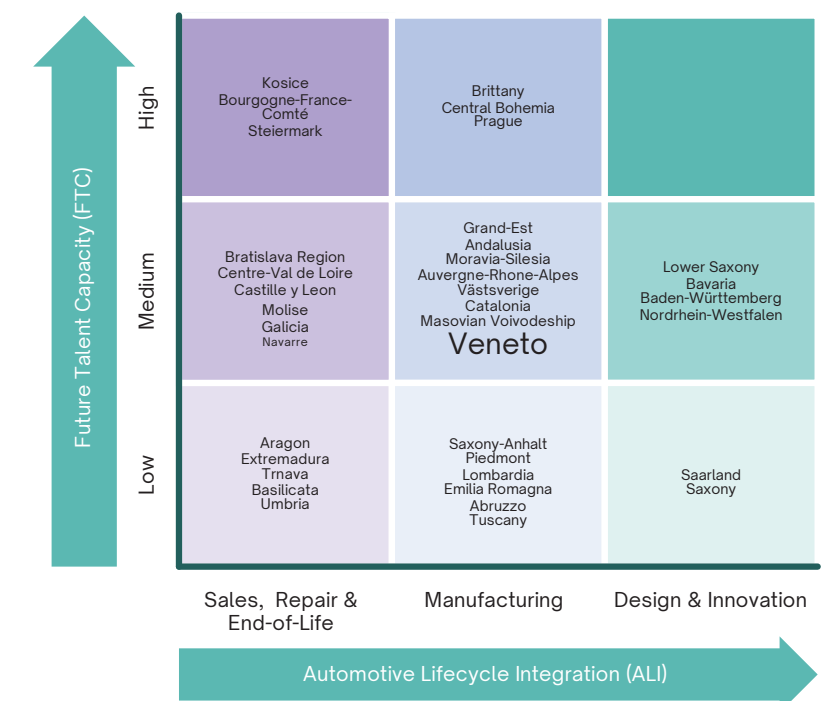 Future Talent Capacity (FTC)
High
Kosice
Bourgogne-France-
Comté
Steiermark
Brittany
Central Bohemia
Prague
Medium
Bratislava Region
Centre-Val de Loire
Castille y Leon
Molise
Galicia
Navarre
Grand-Est
Andalusia
Moravia-Silesia
Auvergne-Rhone-Alpes
Västsverige
Catalonia
Masovian Voivodeship
Veneto
Lower Saxony
Bavaria
Baden-Württemberg
Nordrhein-Westfalen
Low
Aragon
Extremadura
Trnava
Basilicata
Umbria
Saxony-Anhalt
Piedmont
Lombardia
Emilia Romagna
Abruzzo
Tuscany
Saarland
Saxony
Sales, Repair &
End-of-Life
Manufacturing
Design & Innovation
Automotive Lifecycle Integration (ALI)